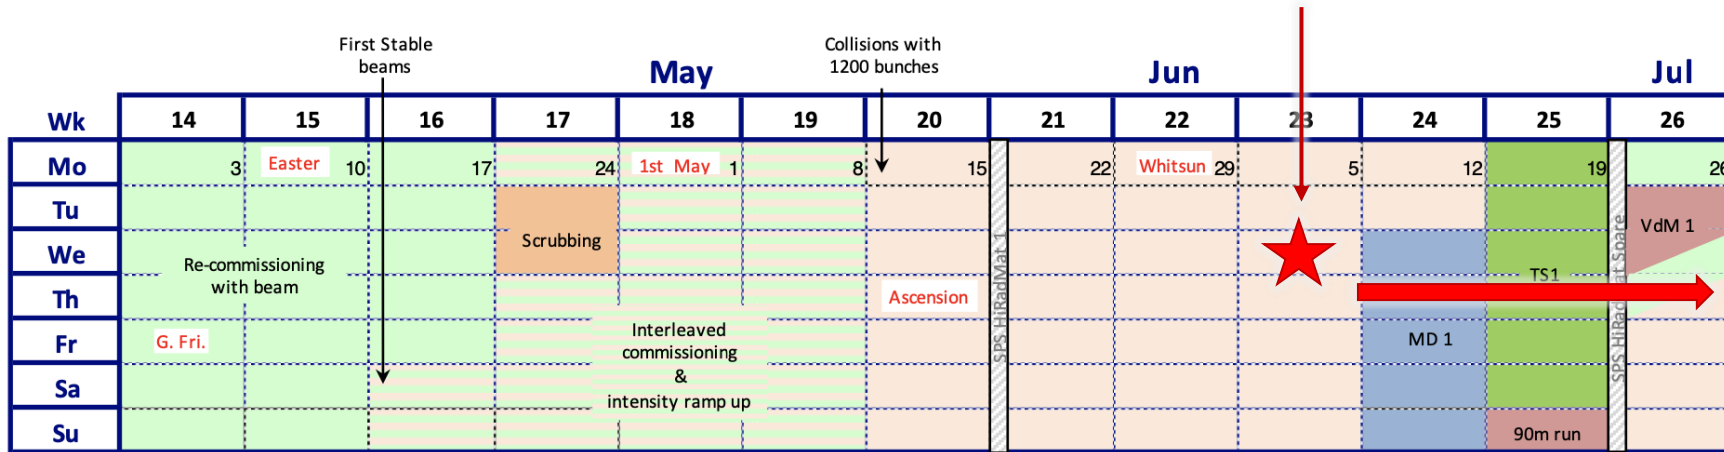 First Stable
beams
Collisions with
1200 bunches
May
Jun
Jul
Wk 14 15 16 17 18 19 20 21 22 23 24 25 26
Mo 3 Easter 10 17 24 1st May 1 8 15 22 Whitsun 29 5 12 19 26
Tu
We
Th
Fr
Sa
Su
Re-commissioning
with beam
G. Fri.
Scrubbing
Interleaved
commissioning
&
intensity ramp up
Ascension
SPS HiRadMat 1
MD 1
TS1
90m run
SPS HiRad at Spare
VdM 1